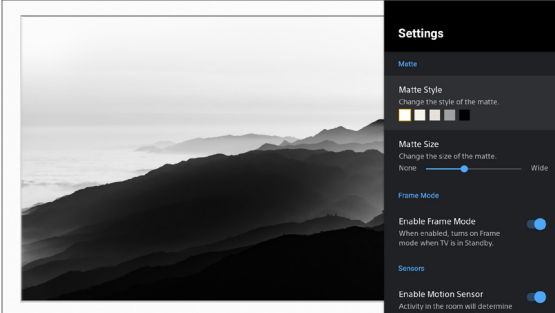 Settings
Matte
Matte Style
Change the style of the matte.
Matte Size
Change the size of the matte.
None Wide
Frame Mode
Enable Frame Mode
When enabled, turns on Frame
mode when TV is in Standby.
Sensors
Enable Motion Sensor
Activity in the room will determine